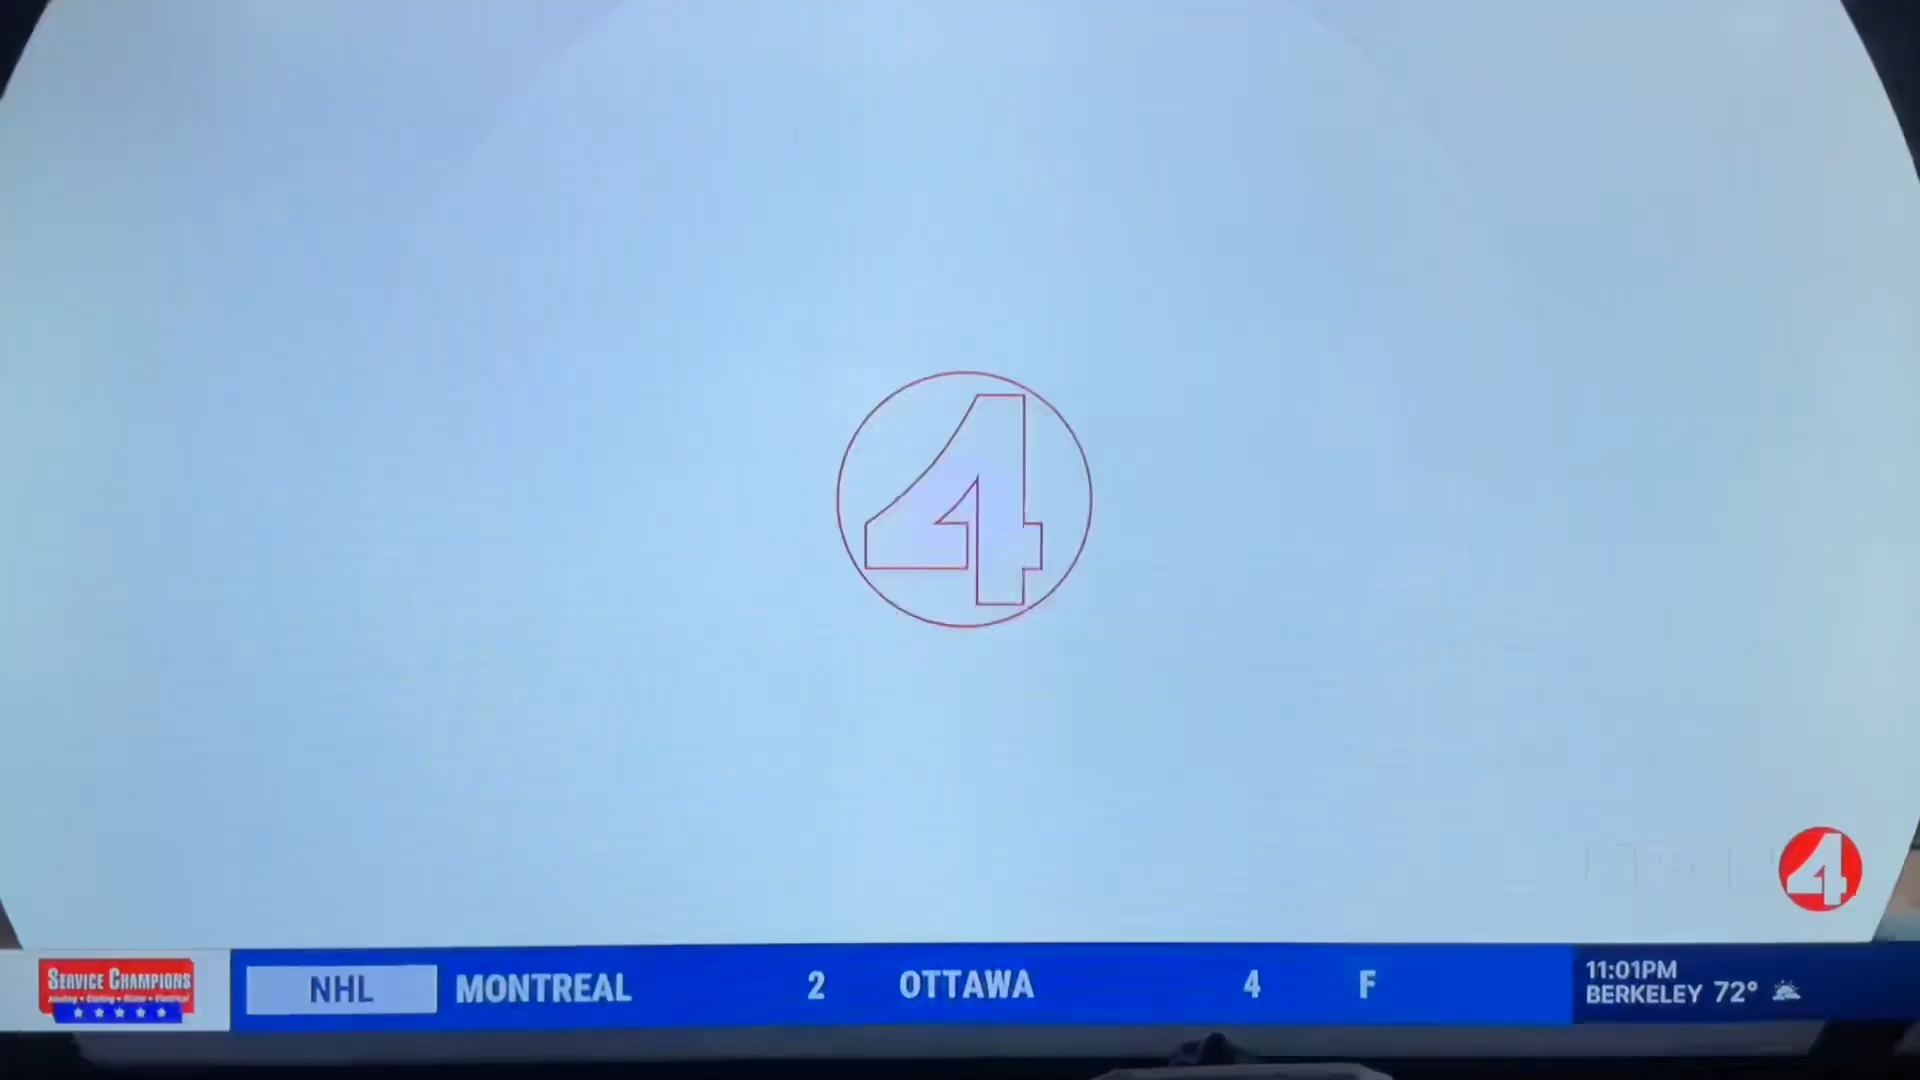 4
4
SERVICE CHAMPIONS
NHL MONTREAL 2 OTTAWA 4 F
11:01PM
BERKELEY 72°